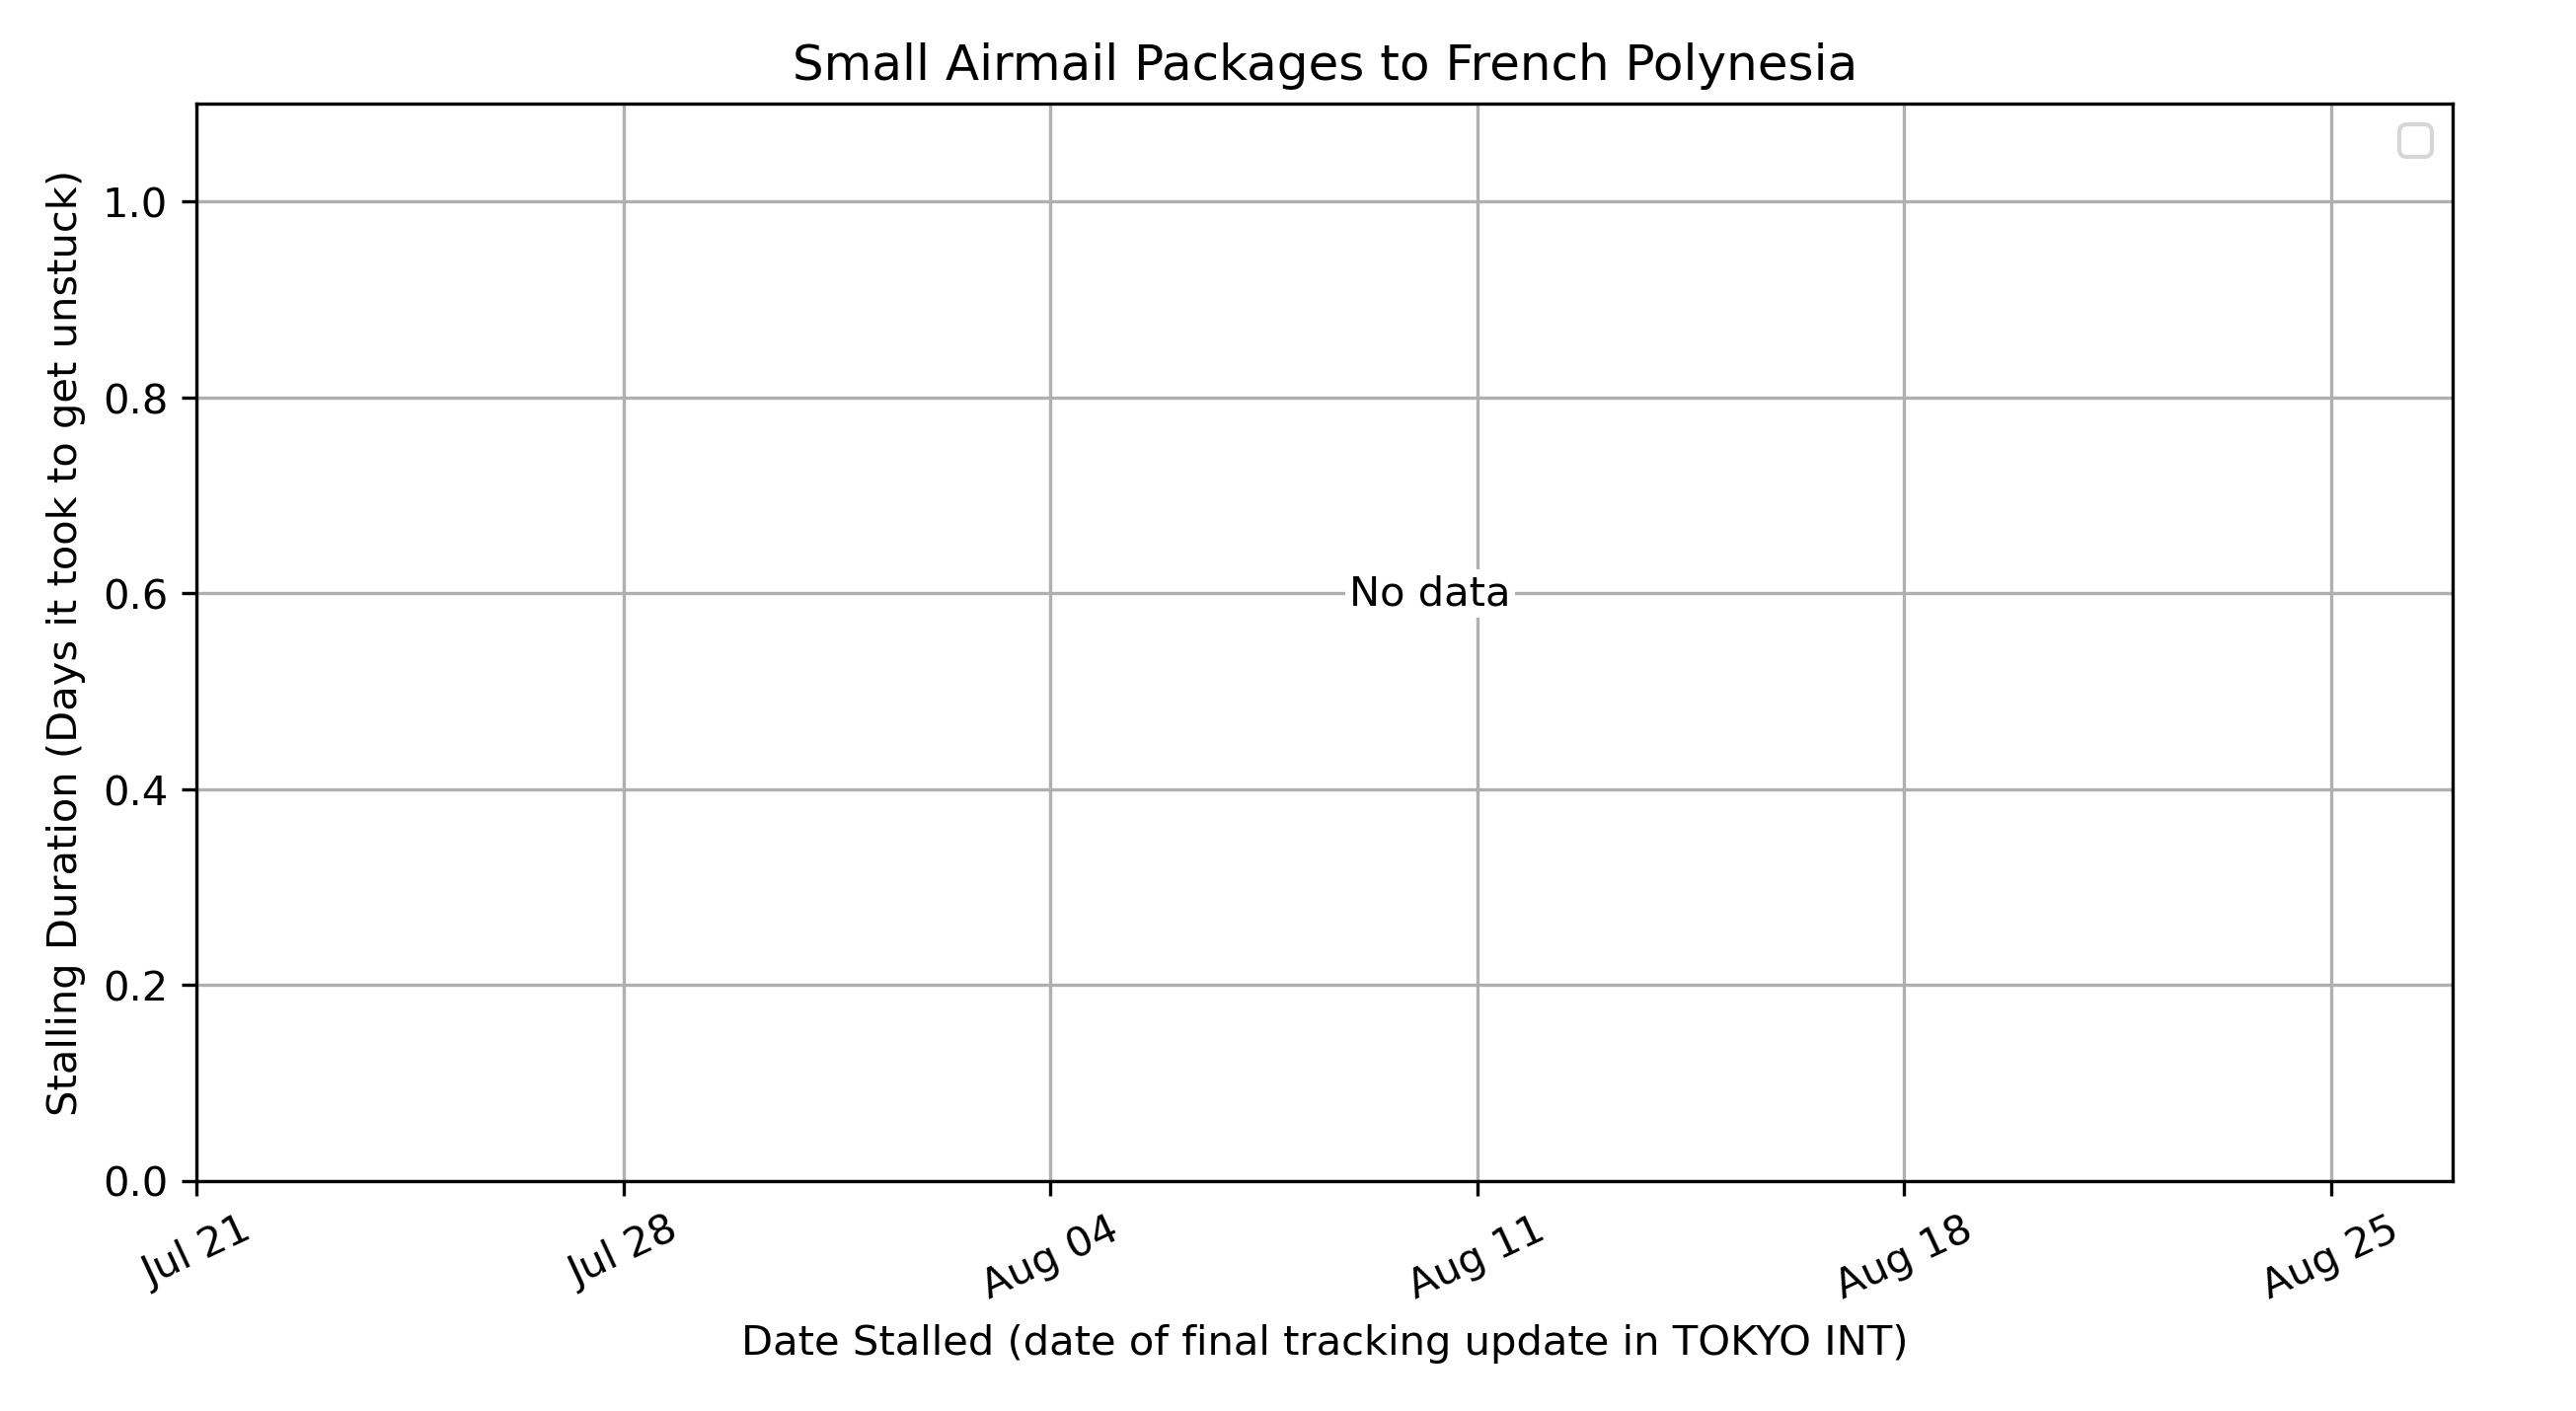 Small Airmail Packages to French Polynesia
Stalling Duration (Days it took to get unstuck)
1.0
0.8
0.6
0.4
0.2
0.0
No data
Jul 21
Jul 28
Aug 04
Aug 11
Aug 18
Aug 25
Date Stalled (date of final tracking update in TOKYO INT)